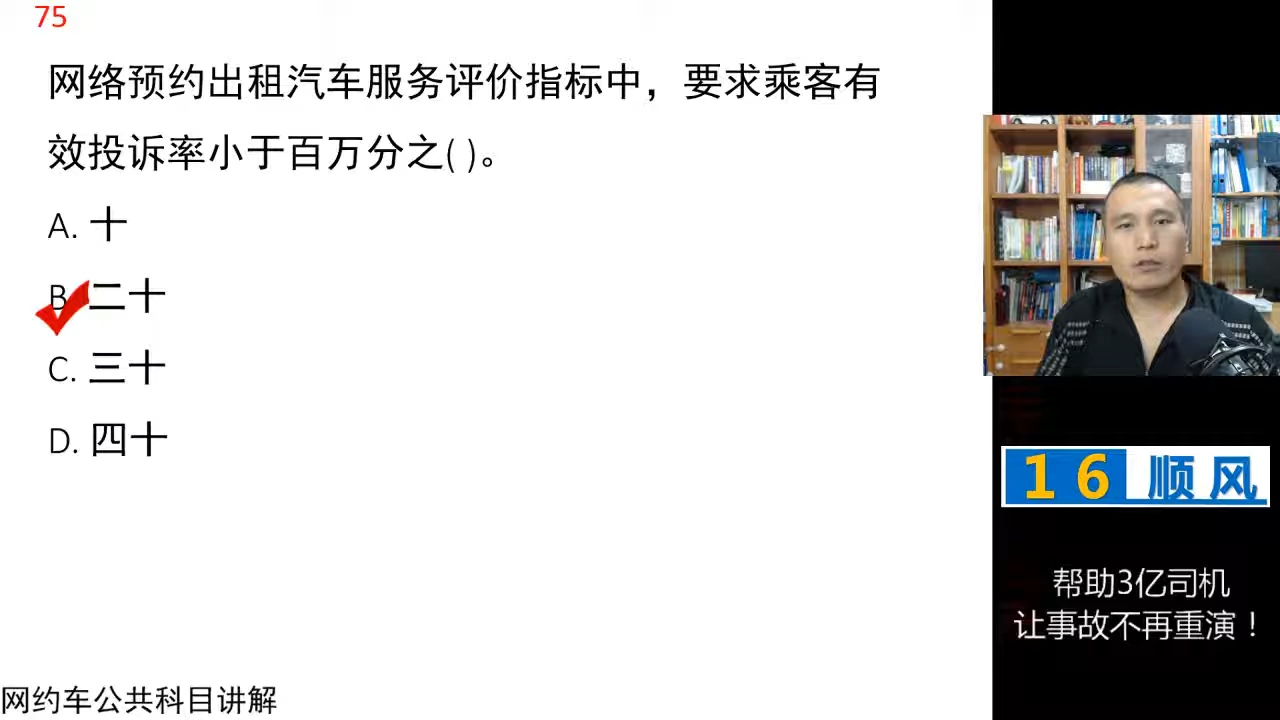 75
网络预约出租汽车服务评价指标中，要求乘客有
效投诉率小于百万分之( )。
A. 十
B. 二十
C. 三十
D. 四十
16顺风
帮助3亿司机
让事故不再重演！
网约车公共科目讲解